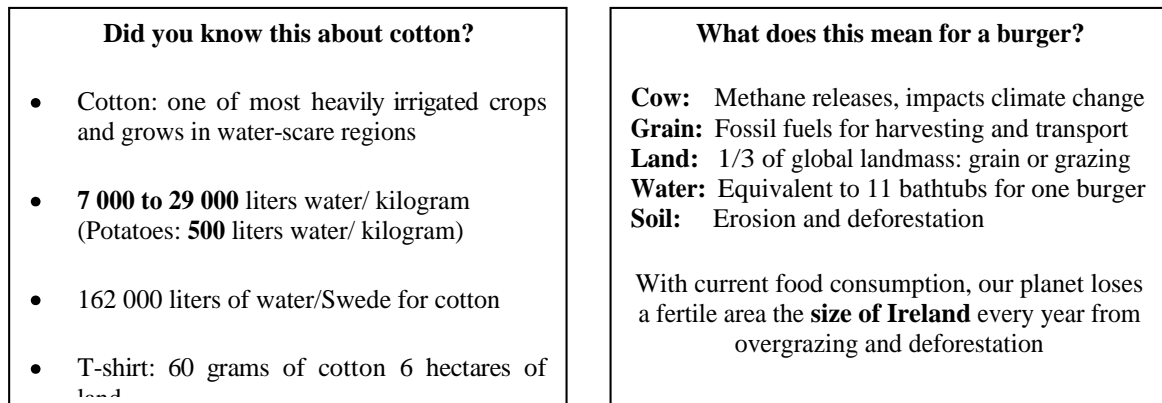 Did you know this about cotton?
• Cotton: one of most heavily irrigated crops
and grows in water-scare regions
• 7 000 to 29 000 liters water/ kilogram
(Potatoes: 500 liters water/ kilogram)
• 162 000 liters of water/Swede for cotton
• T-shirt: 60 grams of cotton 6 hectares of
What does this mean for a burger?
Cow: Methane releases, impacts climate change
Grain: Fossil fuels for harvesting and transport
Land: 1/3 of global landmass: grain or grazing
Water: Equivalent to 11 bathtubs for one burger
Soil: Erosion and deforestation
With current food consumption, our planet loses
a fertile area the size of Ireland every year from
overgrazing and deforestation